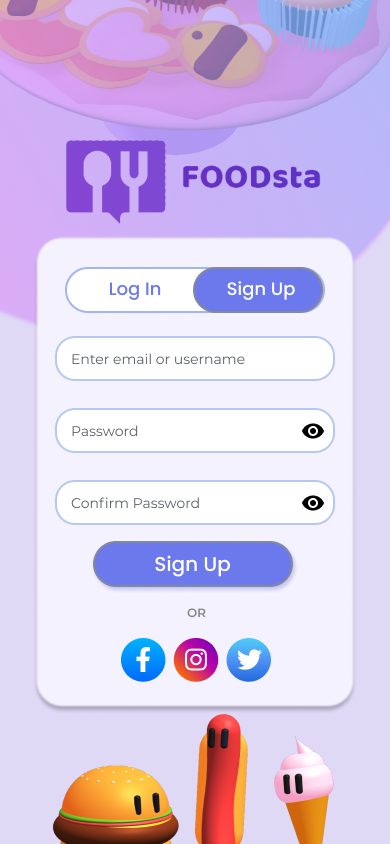 FOODsta
Log In
Sign Up
Enter email or username
Password
Confirm Password
Sign Up
OR